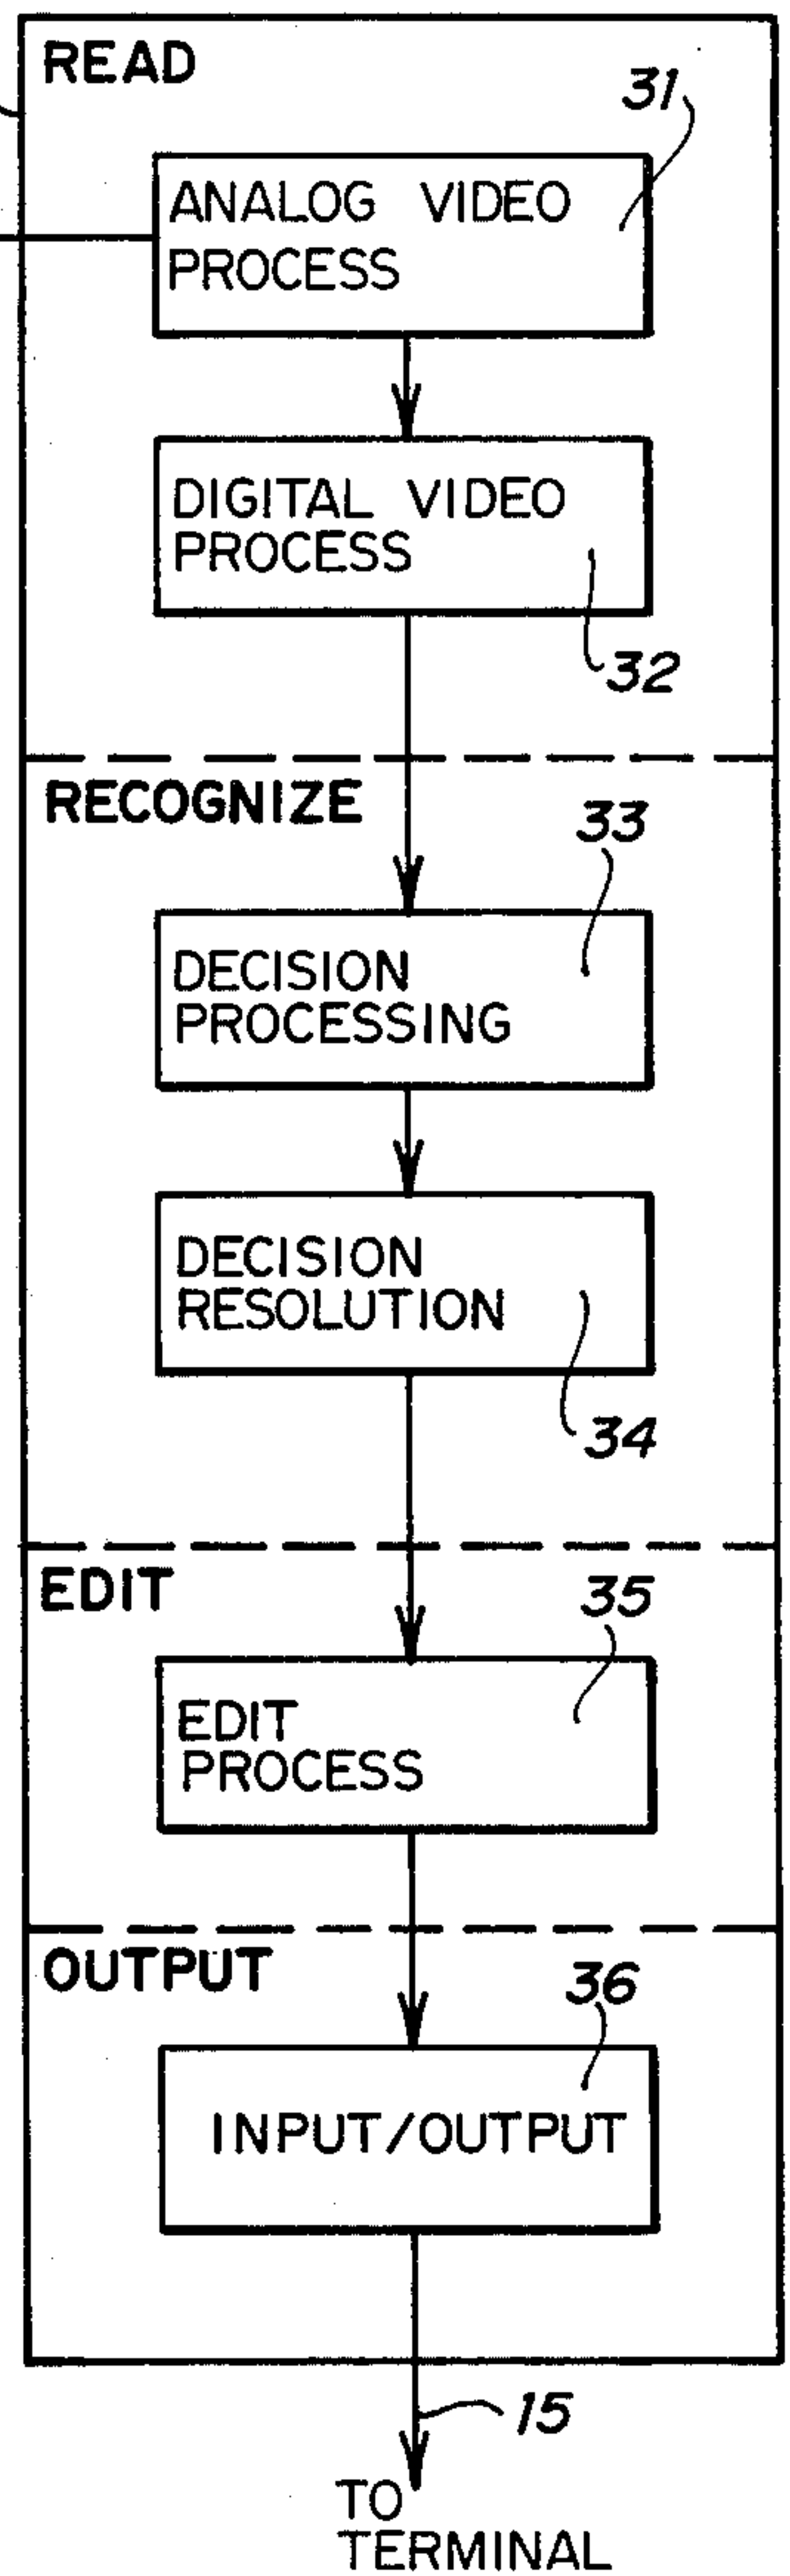 READ
31
ANALOG VIDEO
PROCESS
DIGITAL VIDEO
PROCESS
32
RECOGNIZE
33
DECISION
PROCESSING
DECISION
RESOLUTION
34
EDIT
35
EDIT
PROCESS
OUTPUT
36
INPUT/OUTPUT
15
TO
TERMINAL